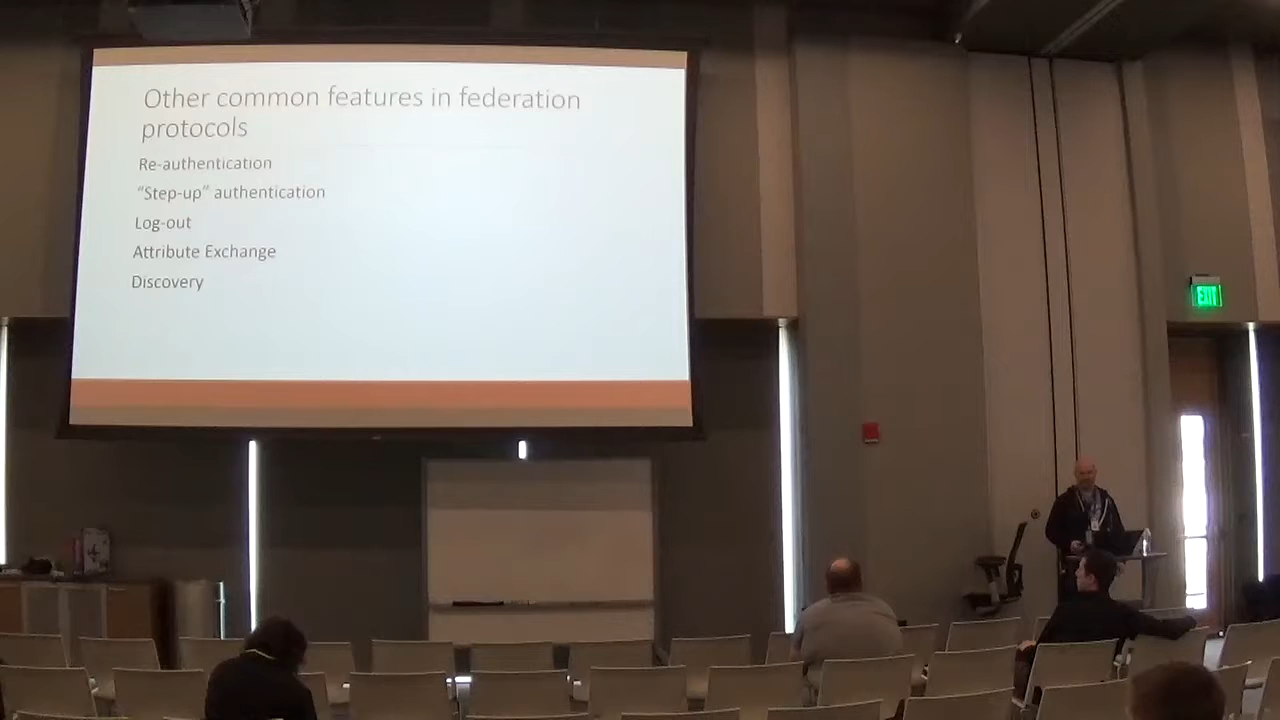 Other common features in federation
protocols
Re-authentication
“Step-up” authentication
Log-out
Attribute Exchange
Discovery
EXIT